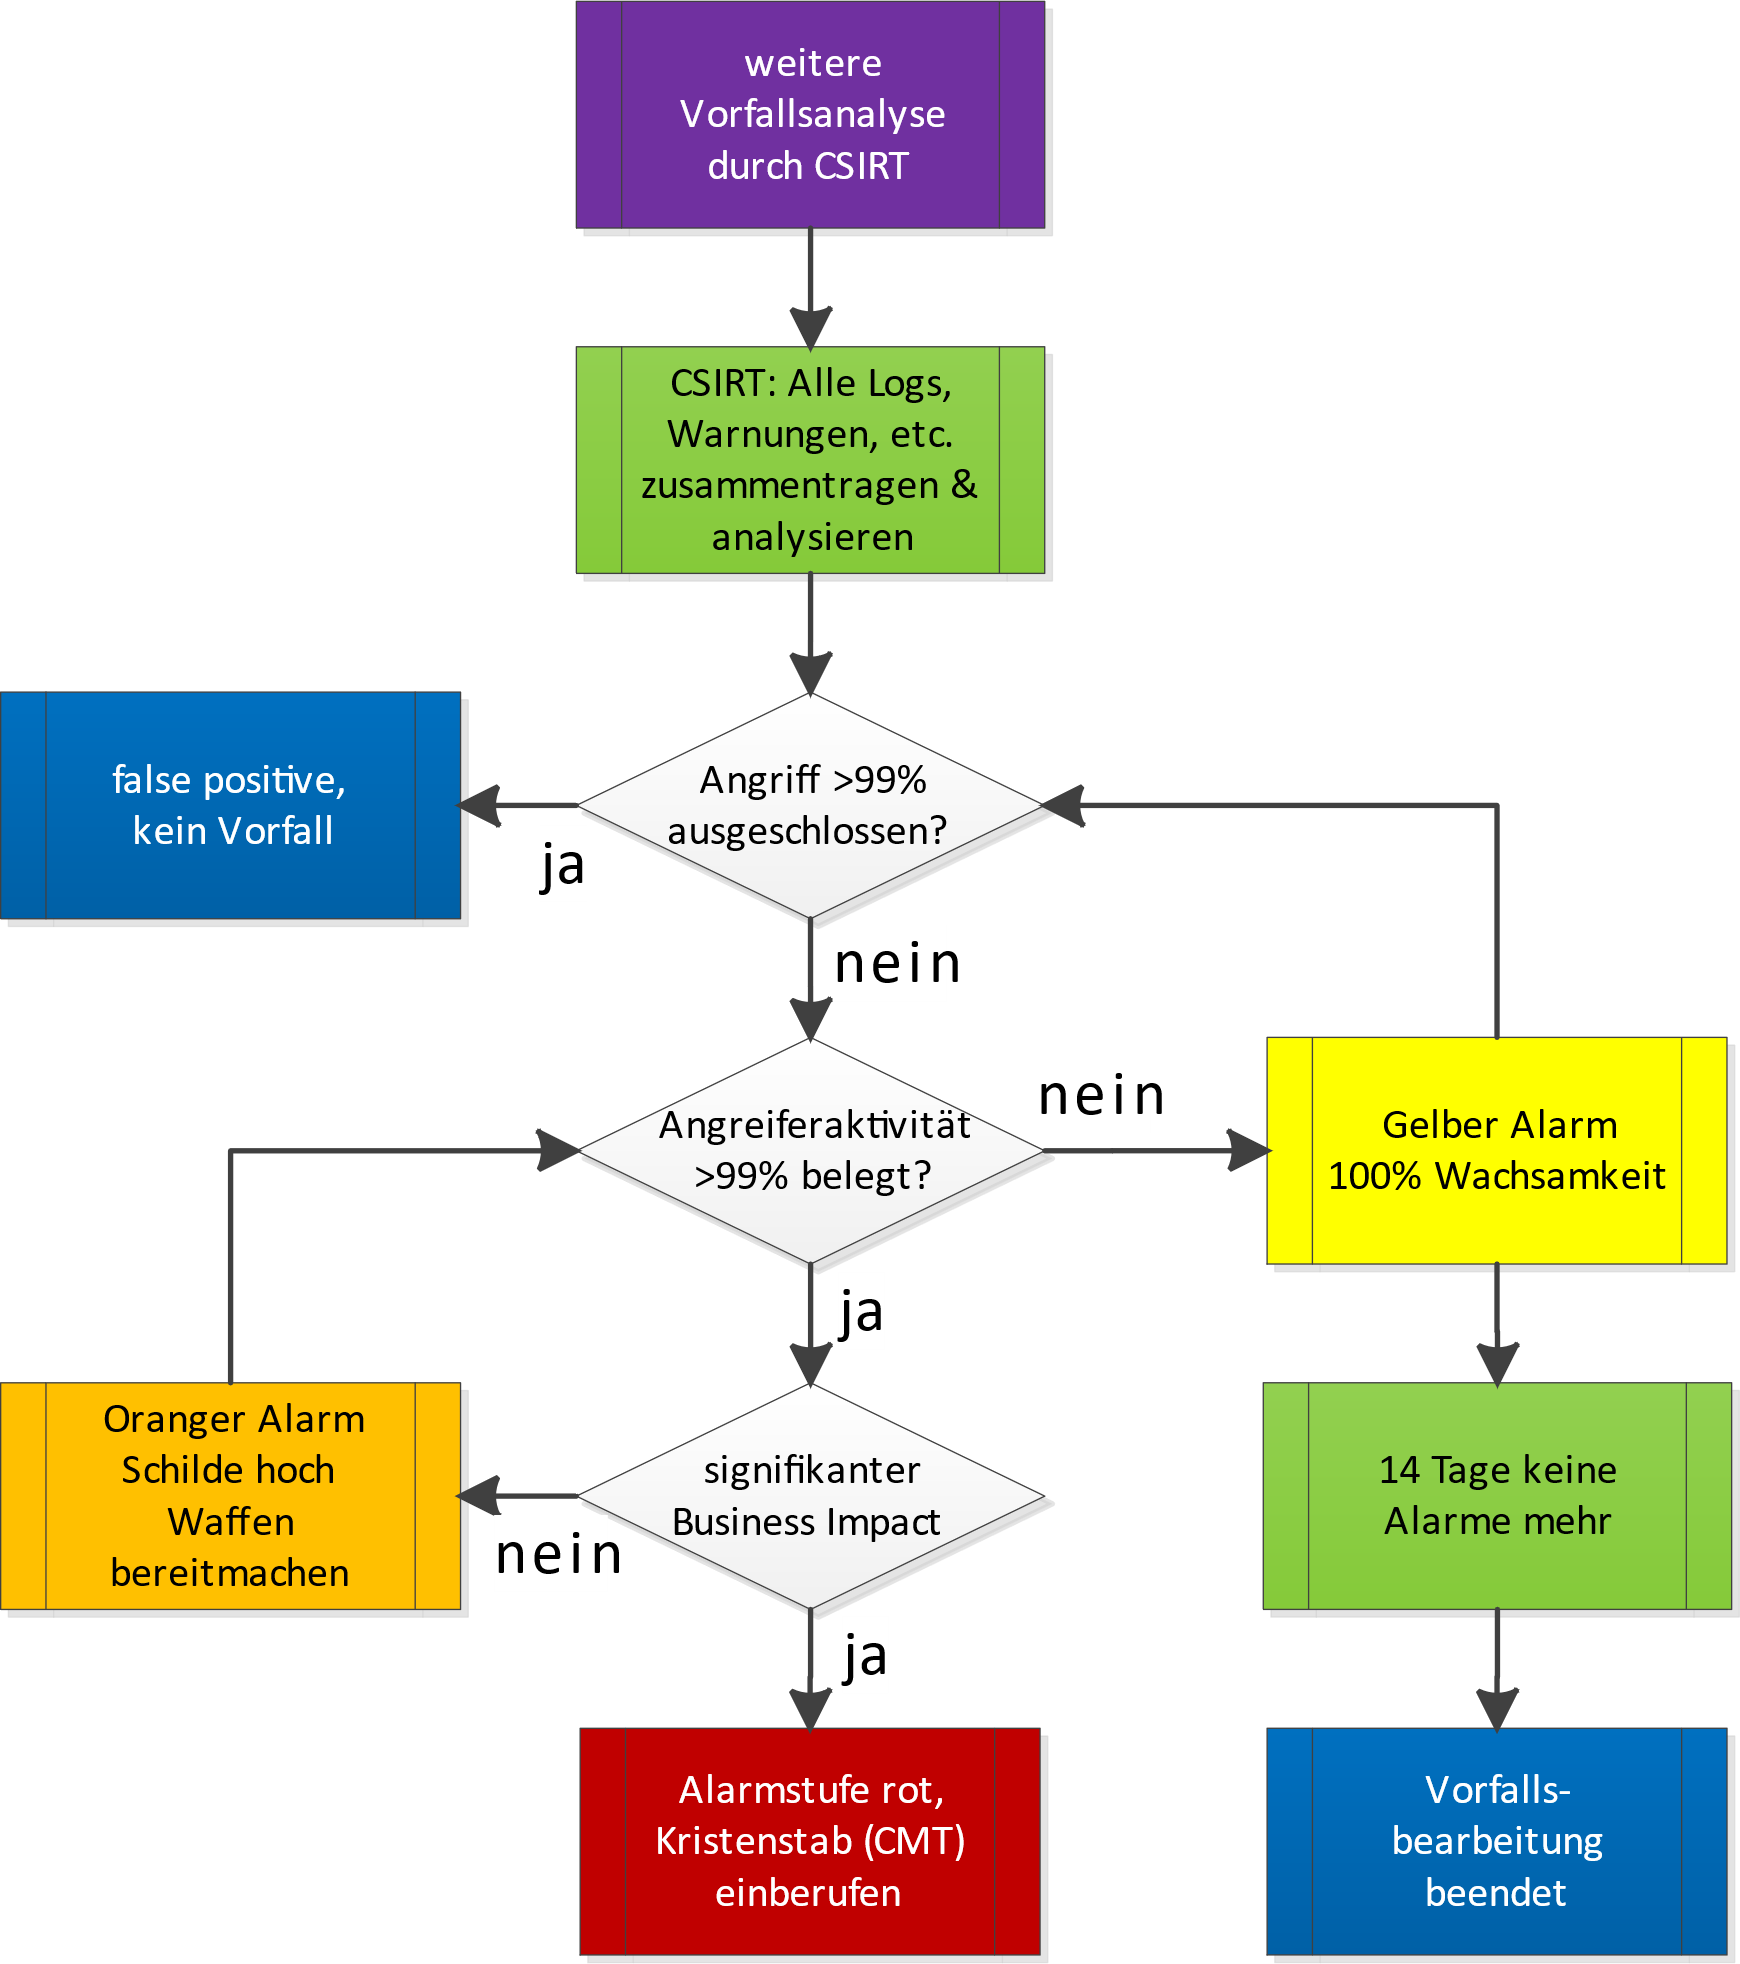 weitere
Vorfallsanalyse
durch CSIRT
CSIRT: Alle Logs,
Warnungen, etc.
zusammentragen &
analysieren
false positive,
kein Vorfall
ja
Angriff >99%
ausgeschlossen?
nein
Angreiferaktivität
>99% belegt?
nein
Gelber Alarm
100% Wachsamkeit
ja
Oranger Alarm
Schilde hoch
Waffen
bereitmachen
nein
signifikanter
Business Impact
14 Tage keine
Alarme mehr
ja
Alarmstufe rot,
Kristenstab (CMT)
einberufen
Vorfalls-
bearbeitung
beendet